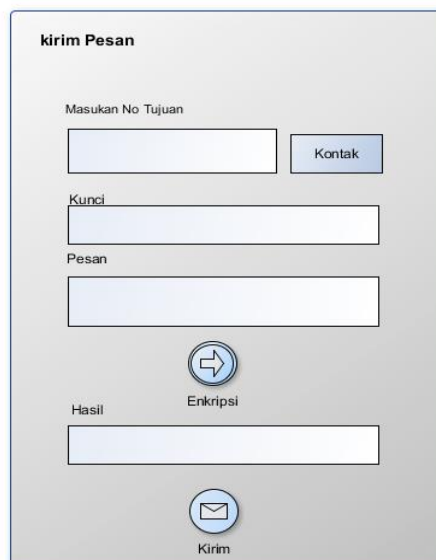 kirim Pesan
Masukan No Tujuan
Kontak
Kunci
Pesan
Enkripsi
Hasil
Kirim